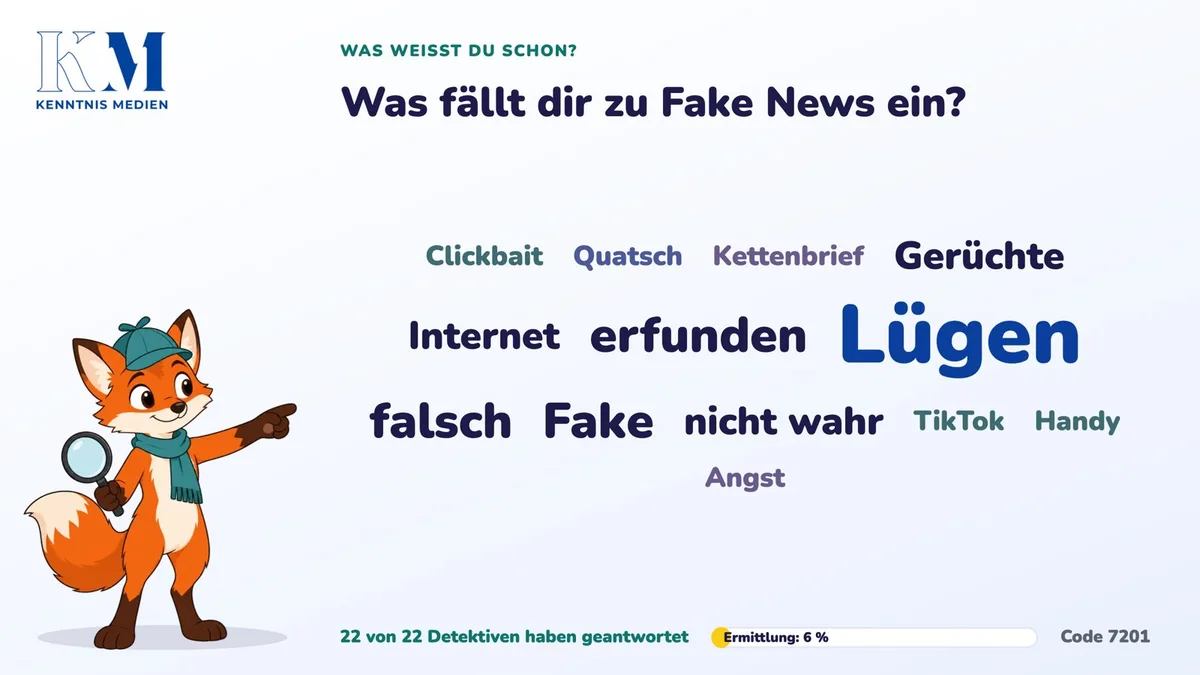 KM
KENNTNIS MEDIEN
WAS WEISST DU SCHON?
Was fällt dir zu Fake News ein?
Clickbait Quatsch Kettenbrief Gerüchte
Internet erfunden Lügen
falsch Fake nicht wahr TikTok Handy
Angst
22 von 22 Detektiven haben geantwortet
Ermittlung: 6 %
Code 7201